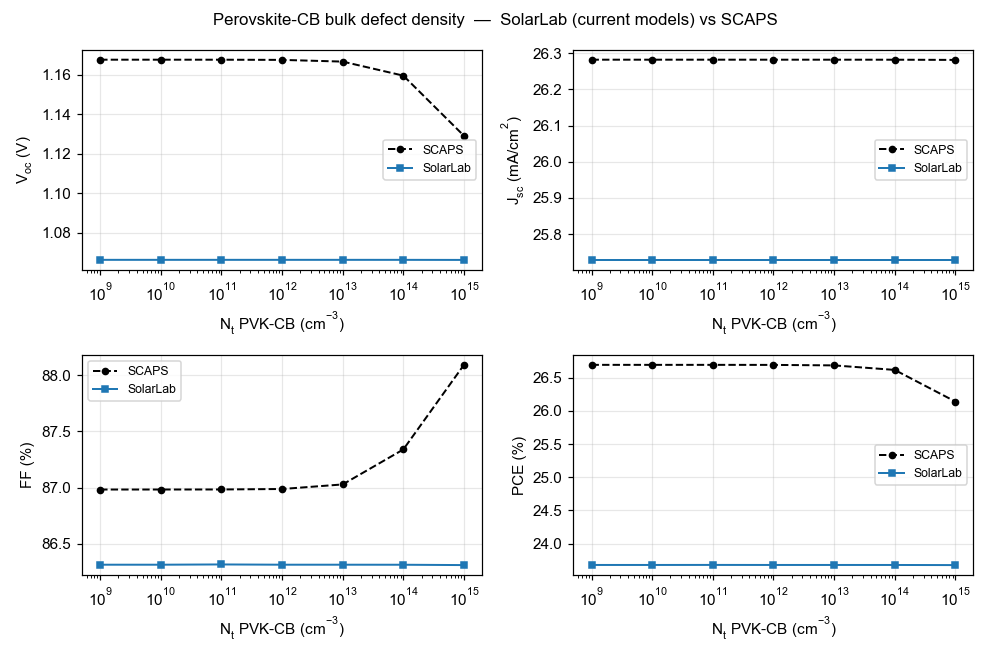 Perovskite-CB bulk defect density — SolarLab (current models) vs SCAPS
Voc (V)
1.16
1.14
1.12
1.10
1.08
SCAPS
SolarLab
10^9 10^10 10^11 10^12 10^13 10^14 10^15
Nt PVK-CB (cm^−3)
Jsc (mA/cm^2)
26.3
26.2
26.1
26.0
25.9
25.8
SCAPS
SolarLab
10^9 10^10 10^11 10^12 10^13 10^14 10^15
Nt PVK-CB (cm^−3)
FF (%)
88.0
87.5
87.0
86.5
SCAPS
SolarLab
10^9 10^10 10^11 10^12 10^13 10^14 10^15
Nt PVK-CB (cm^−3)
PCE (%)
26.5
26.0
25.5
25.0
24.5
24.0
SCAPS
SolarLab
10^9 10^10 10^11 10^12 10^13 10^14 10^15
Nt PVK-CB (cm^−3)